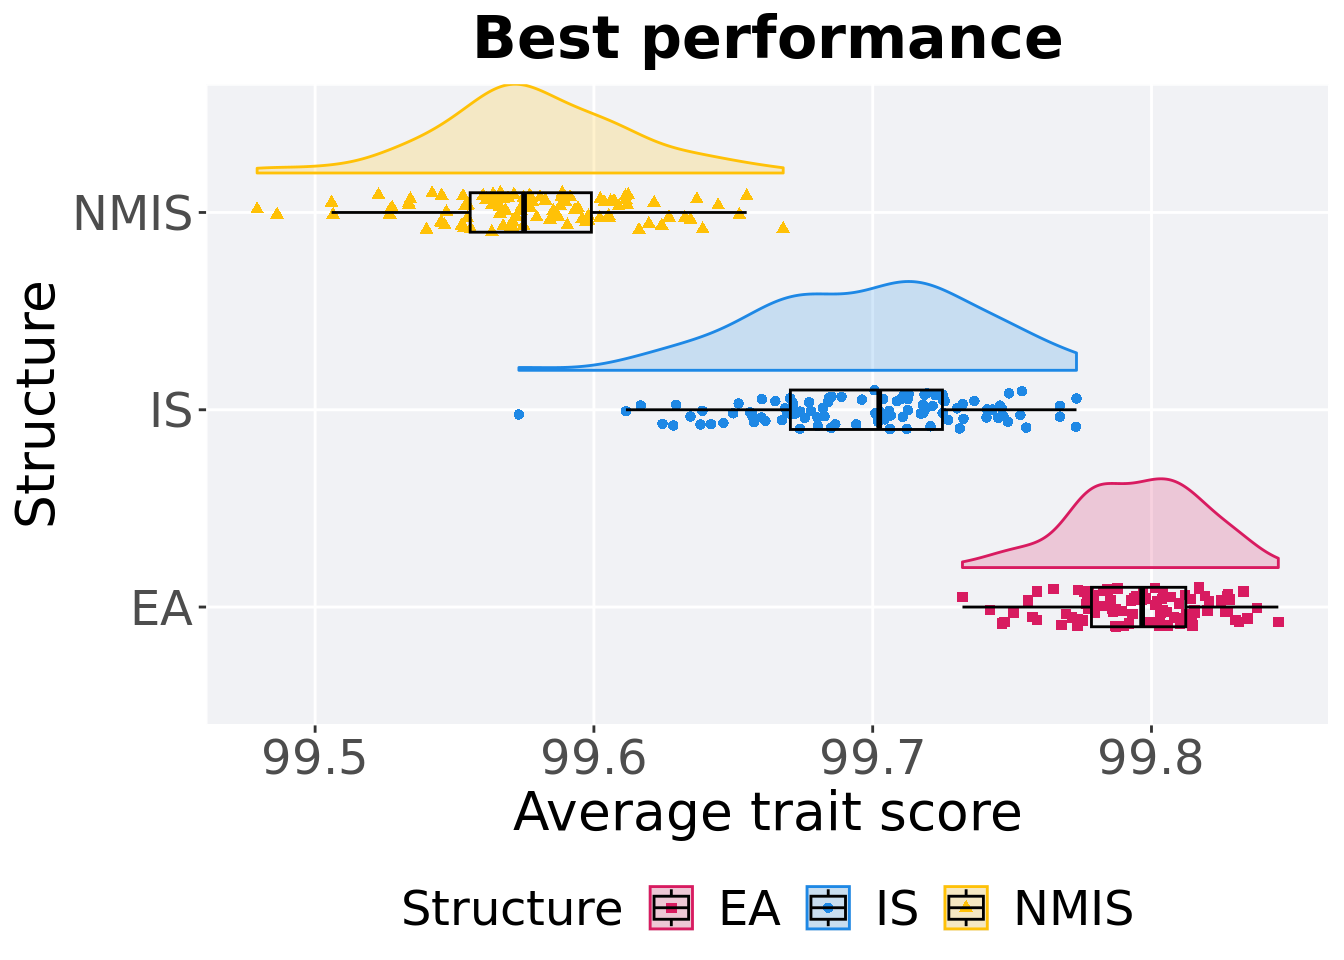 Best performance
NMIS
IS
EA
Structure
99.5 99.6 99.7 99.8
Average trait score
Structure EA IS NMIS